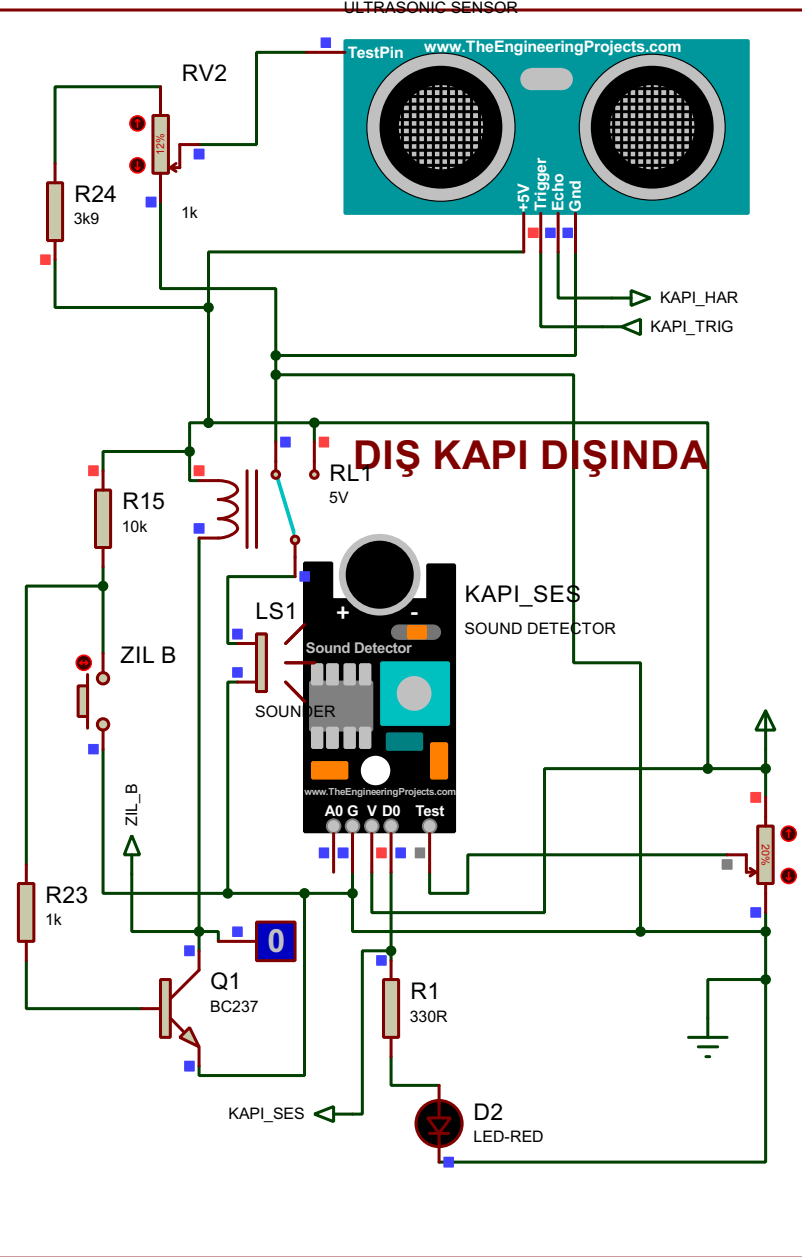 ULTRASONIC SENSOR
TestPin
www.TheEngineeringProjects.com
RV2
12%
1k
R24
3k9
+5V
Trigger
Echo
Gnd
KAPI_HAR
KAPI_TRIG
DIŞ KAPI DIŞINDA
RL1
5V
R15
10k
KAPI_SES
SOUND DETECTOR
LS1
+ -
Sound Detector
SOUNDER
ZIL B
www.TheEngineeringProjects.com
A0 G V D0 Test
ZIL_B
20%
R23
1k
0
Q1
BC237
R1
330R
KAPI_SES
D2
LED-RED